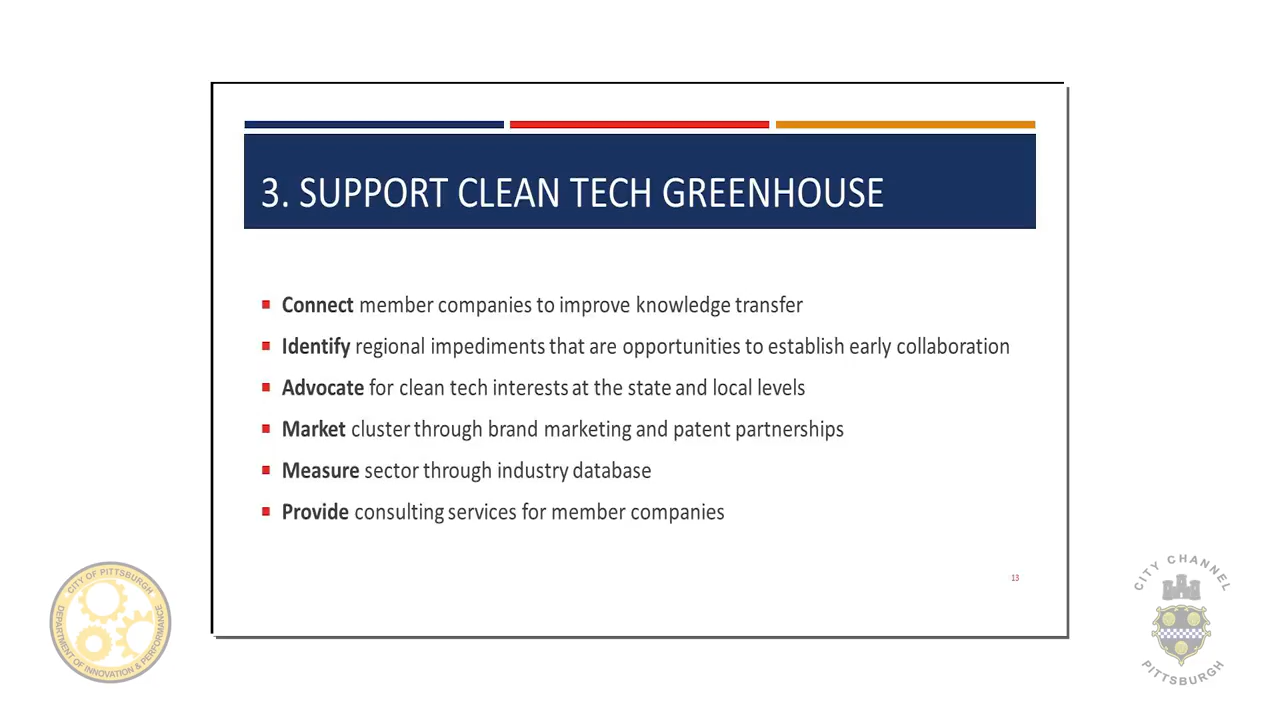 3. SUPPORT CLEAN TECH GREENHOUSE
Connect member companies to improve knowledge transfer
Identify regional impediments that are opportunities to establish early collaboration
Advocate for clean tech interests at the state and local levels
Market cluster through brand marketing and patent partnerships
Measure sector through industry database
Provide consulting services for member companies
13
CITY OF PITTSBURGH
DEPARTMENT OF INNOVATION & PERFORMANCE
CITY CHANNEL
PITTSBURGH